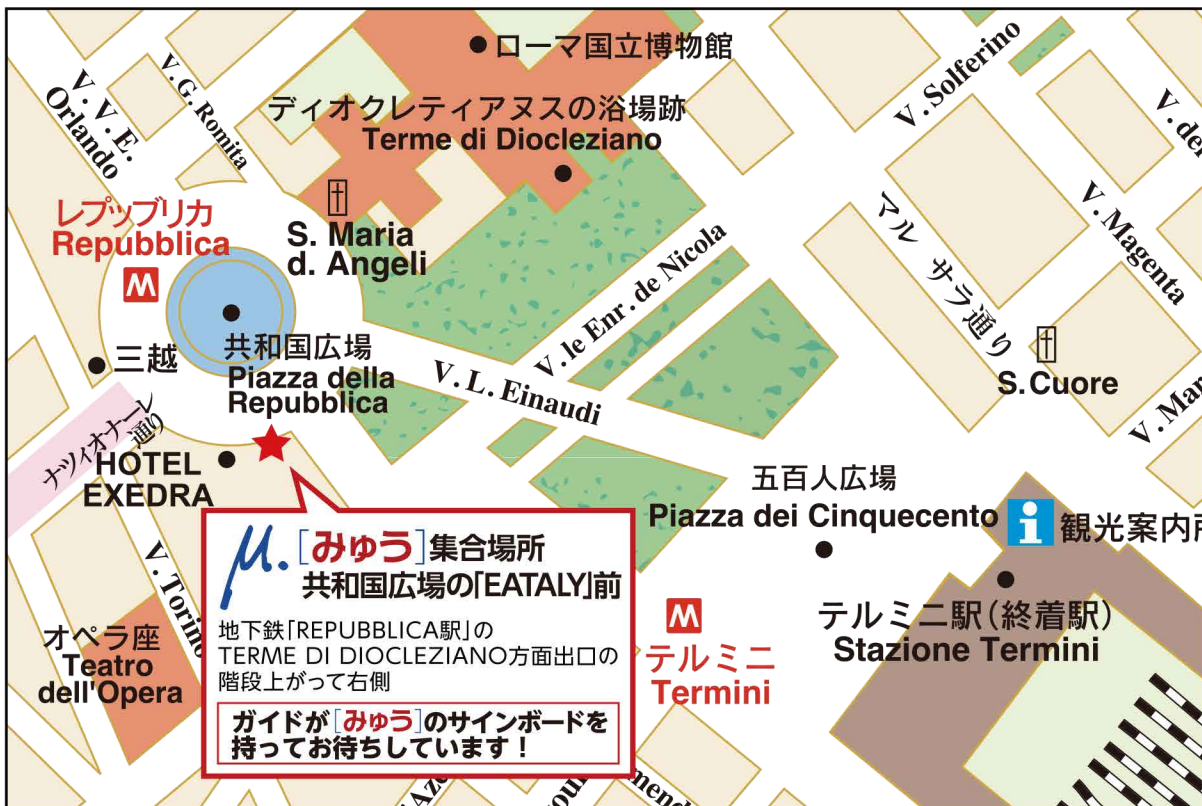 ローマ国立博物館
V. Solferino
V. V. E.
Orlando
V. G. Romita
ディオクレティアヌスの浴場跡
Terme di Diocleziano
V. Magenta
マルサラ通り
レプッブリカ
Repubblica
M
S. Maria
d. Angeli
V. le Enr. de Nicola
共和国広場
Piazza della
Repubblica
三越
V. L. Einaudi
S.Cuore
ナツィオナーレ
通り
HOTEL
EXEDRA
五百人広場
Piazza dei Cinquecento
i
μ. [みゅう]集合場所
共和国広場の「EATALY」前
地下鉄「REPUBBLICA駅」の
TERME DI DIOCLEZIANO方面出口の
階段上がって右側
ガイドが[みゅう]のサインボードを
持ってお待ちしています!
V. Torino
オペラ座
Teatro
dell'Opera
M
テルミニ
Termini
テルミニ駅(終着駅)
Stazione Termini